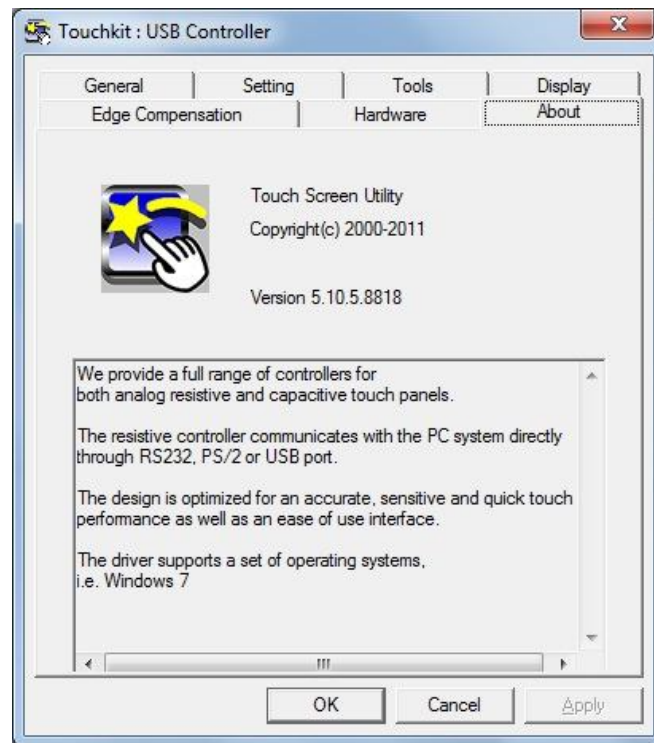 Touchkit : USB Controller
General Setting Tools Display
Edge Compensation Hardware About
Touch Screen Utility
Copyright(c) 2000-2011
Version 5.10.5.8818
We provide a full range of controllers for
both analog resistive and capacitive touch panels.
The resistive controller communicates with the PC system directly
through RS232, PS/2 or USB port.
The design is optimized for an accurate, sensitive and quick touch
performance as well as an ease of use interface.
The driver supports a set of operating systems,
i.e. Windows 7
OK Cancel Apply